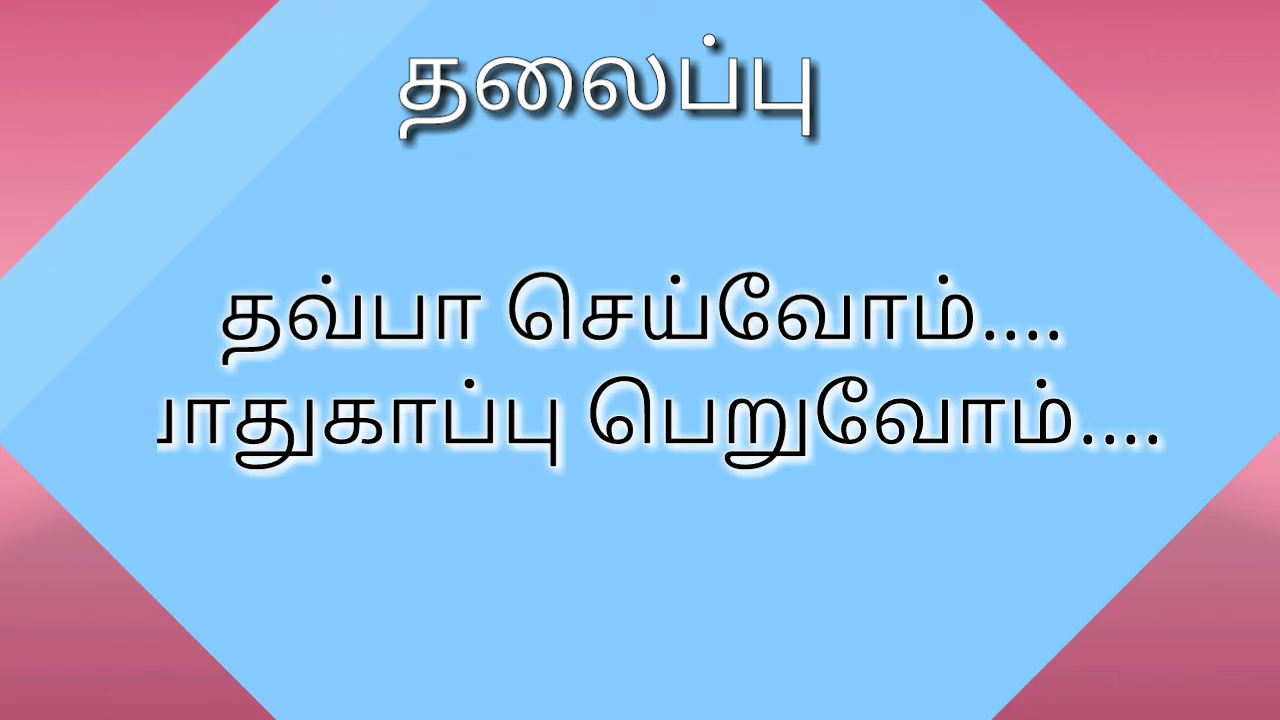 தலைப்பு
தவ்பா செய்வோம்....
பாதுகாப்பு பெறுவோம்....